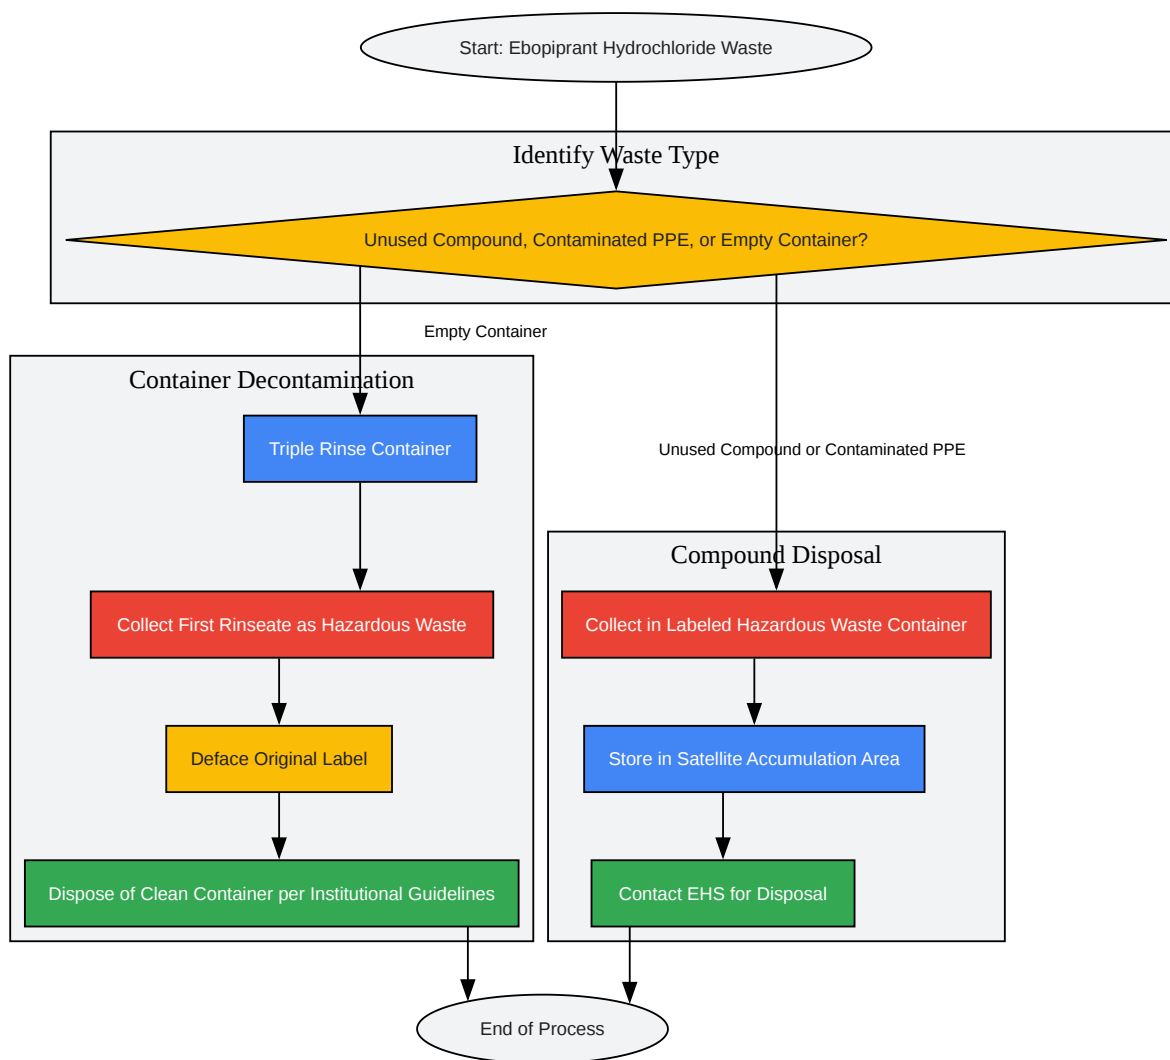 Start: Ebopiprant Hydrochloride Waste
Identify Waste Type
Unused Compound, Contaminated PPE, or Empty Container?
Empty Container
Container Decontamination
Triple Rinse Container
Unused Compound or Contaminated PPE
Compound Disposal
Collect First Rinseate as Hazardous Waste
Collect in Labeled Hazardous Waste Container
Deface Original Label
Store in Satellite Accumulation Area
Dispose of Clean Container per Institutional Guidelines
Contact EHS for Disposal
End of Process